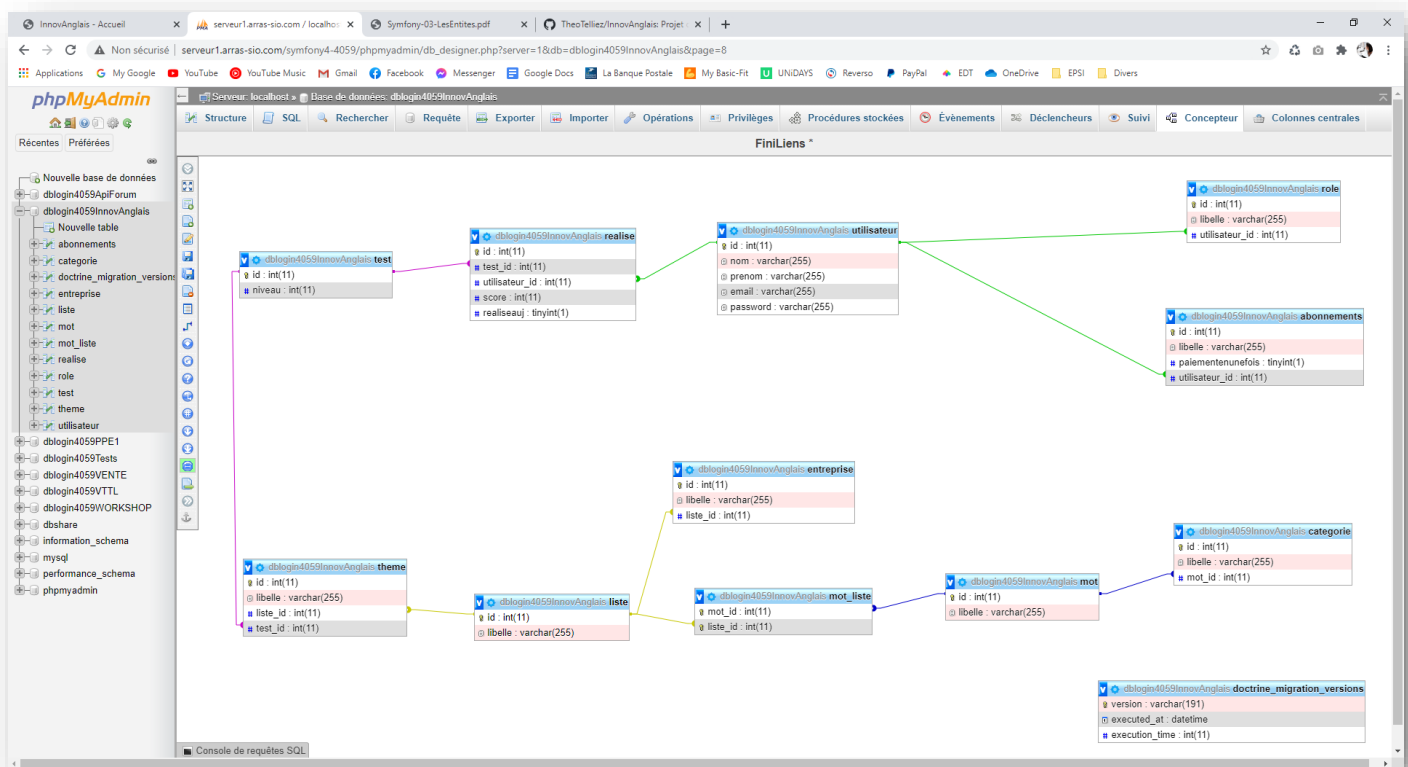 InnovAnglais - Accueil
serveur1.arras-sio.com / localhos
Symfony-03-LesEntites.pdf
TheoTelliez/InnovAnglais: Projet
Non sécurisé
serveur1.arras-sio.com/symfony4-4059/phpmyadmin/db_designer.php?server=1&db=dblogin4059InnovAnglais&page=8
Applications
My Google
YouTube
YouTube Music
Gmail
Facebook
Messenger
Google Docs
La Banque Postale
My Basic-Fit
UNiDAYS
Reverso
PayPal
EDT
OneDrive
EPSI
Divers
phpMyAdmin
Récentes
Préférées
Nouvelle base de données
dblogin4059ApiForum
dblogin4059InnovAnglais
Nouvelle table
abonnements
categorie
doctrine_migration_versions
entreprise
liste
mot
mot_liste
realise
role
test
theme
utilisateur
dblogin4059PPE1
dblogin4059Tests
dblogin4059VENTE
dblogin4059VTTL
dblogin4059WORKSHOP
dbshare
information_schema
mysql
performance_schema
phpmyadmin
Serveur: localhost » Base de données: dblogin4059InnovAnglais
Structure
SQL
Rechercher
Requête
Exporter
Importer
Opérations
Privilèges
Procédures stockées
Évènements
Déclencheurs
Suivi
Concepteur
Colonnes centrales
FiniLiens *
dblogin4059InnovAnglais test
id : int(11)
niveau : int(11)
dblogin4059InnovAnglais realise
id : int(11)
test_id : int(11)
utilisateur_id : int(11)
score : int(11)
realiseauj : tinyint(1)
dblogin4059InnovAnglais utilisateur
id : int(11)
nom : varchar(255)
prenom : varchar(255)
email : varchar(255)
password : varchar(255)
dblogin4059InnovAnglais role
id : int(11)
libelle : varchar(255)
utilisateur_id : int(11)
dblogin4059InnovAnglais abonnements
id : int(11)
libelle : varchar(255)
paiementenunefois : tinyint(1)
utilisateur_id : int(11)
dblogin4059InnovAnglais entreprise
id : int(11)
libelle : varchar(255)
liste_id : int(11)
dblogin4059InnovAnglais theme
id : int(11)
libelle : varchar(255)
liste_id : int(11)
test_id : int(11)
dblogin4059InnovAnglais liste
id : int(11)
libelle : varchar(255)
dblogin4059InnovAnglais mot_liste
mot_id : int(11)
liste_id : int(11)
dblogin4059InnovAnglais mot
id : int(11)
libelle : varchar(255)
dblogin4059InnovAnglais categorie
id : int(11)
libelle : varchar(255)
mot_id : int(11)
dblogin4059InnovAnglais doctrine_migration_versions
version : varchar(191)
executed_at : datetime
execution_time : int(11)
Console de requêtes SQL